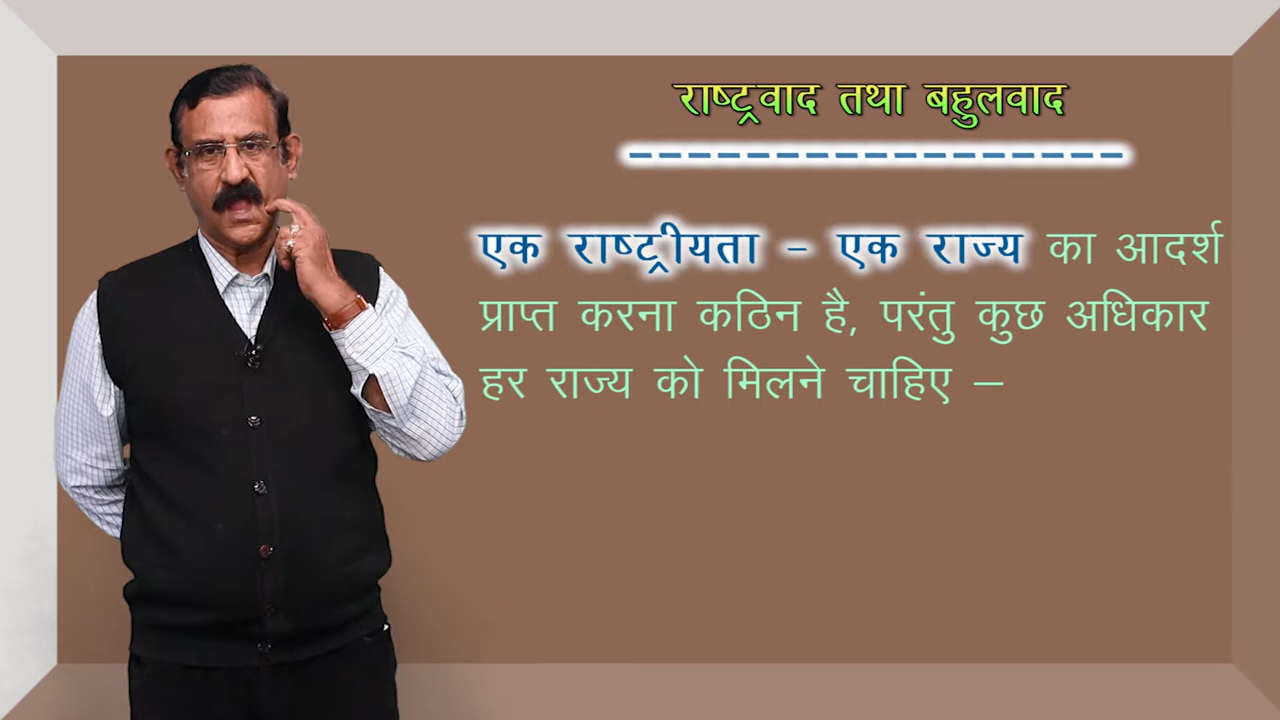 राष्ट्रवाद तथा बहुलवाद
एक राष्ट्रीयता – एक राज्य का आदर्श
प्राप्त करना कठिन है, परंतु कुछ अधिकार
हर राज्य को मिलने चाहिए –